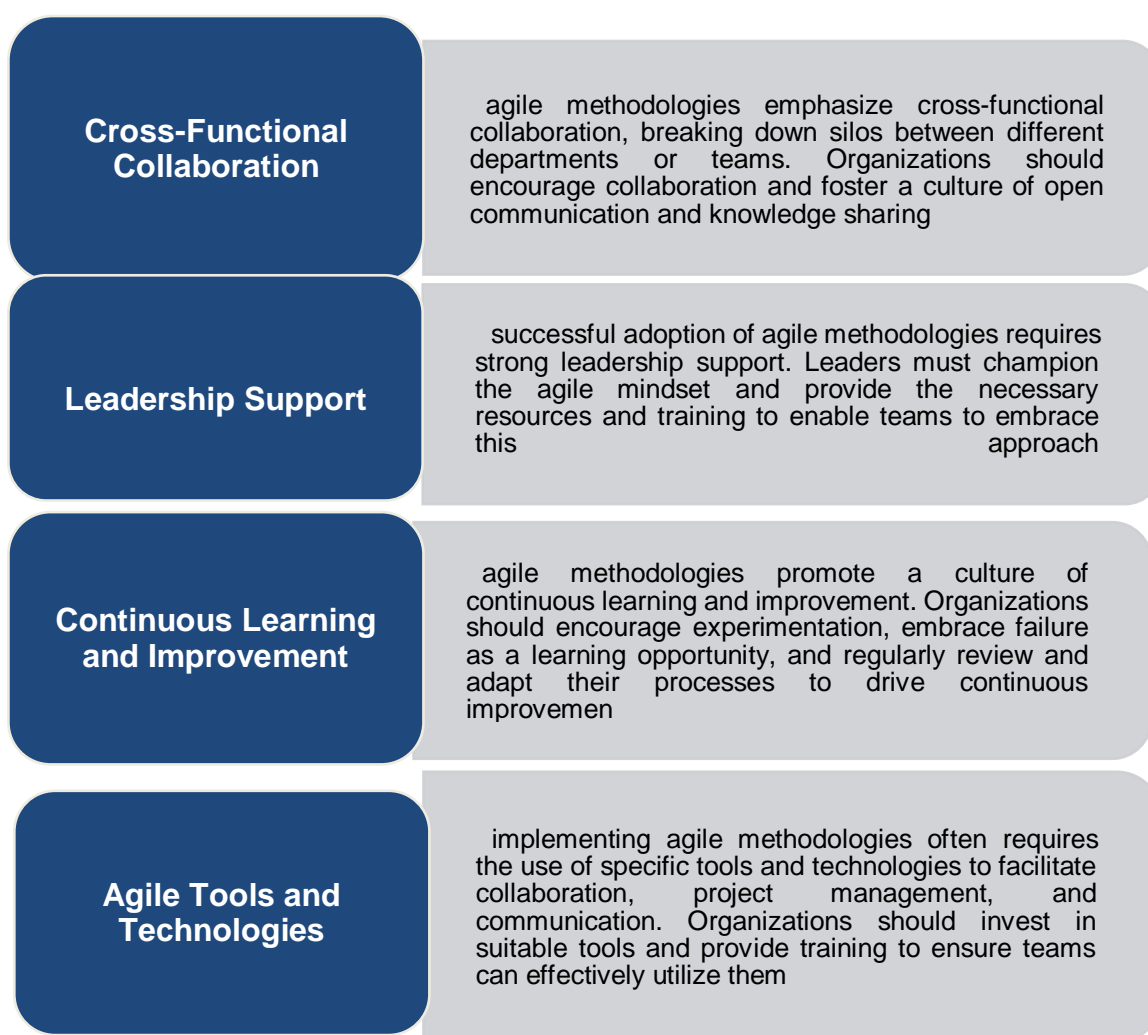 Cross-Functional
Collaboration
agile methodologies emphasize cross-functional
collaboration, breaking down silos between different
departments or teams. Organizations should
encourage collaboration and foster a culture of open
communication and knowledge sharing
Leadership Support
successful adoption of agile methodologies requires
strong leadership support. Leaders must champion
the agile mindset and provide the necessary
resources and training to enable teams to embrace
this approach
Continuous Learning
and Improvement
agile methodologies promote a culture of
continuous learning and improvement. Organizations
should encourage experimentation, embrace failure
as a learning opportunity, and regularly review and
adapt their processes to drive continuous
improvemen
Agile Tools and
Technologies
implementing agile methodologies often requires
the use of specific tools and technologies to facilitate
collaboration, project management, and
communication. Organizations should invest in
suitable tools and provide training to ensure teams
can effectively utilize them